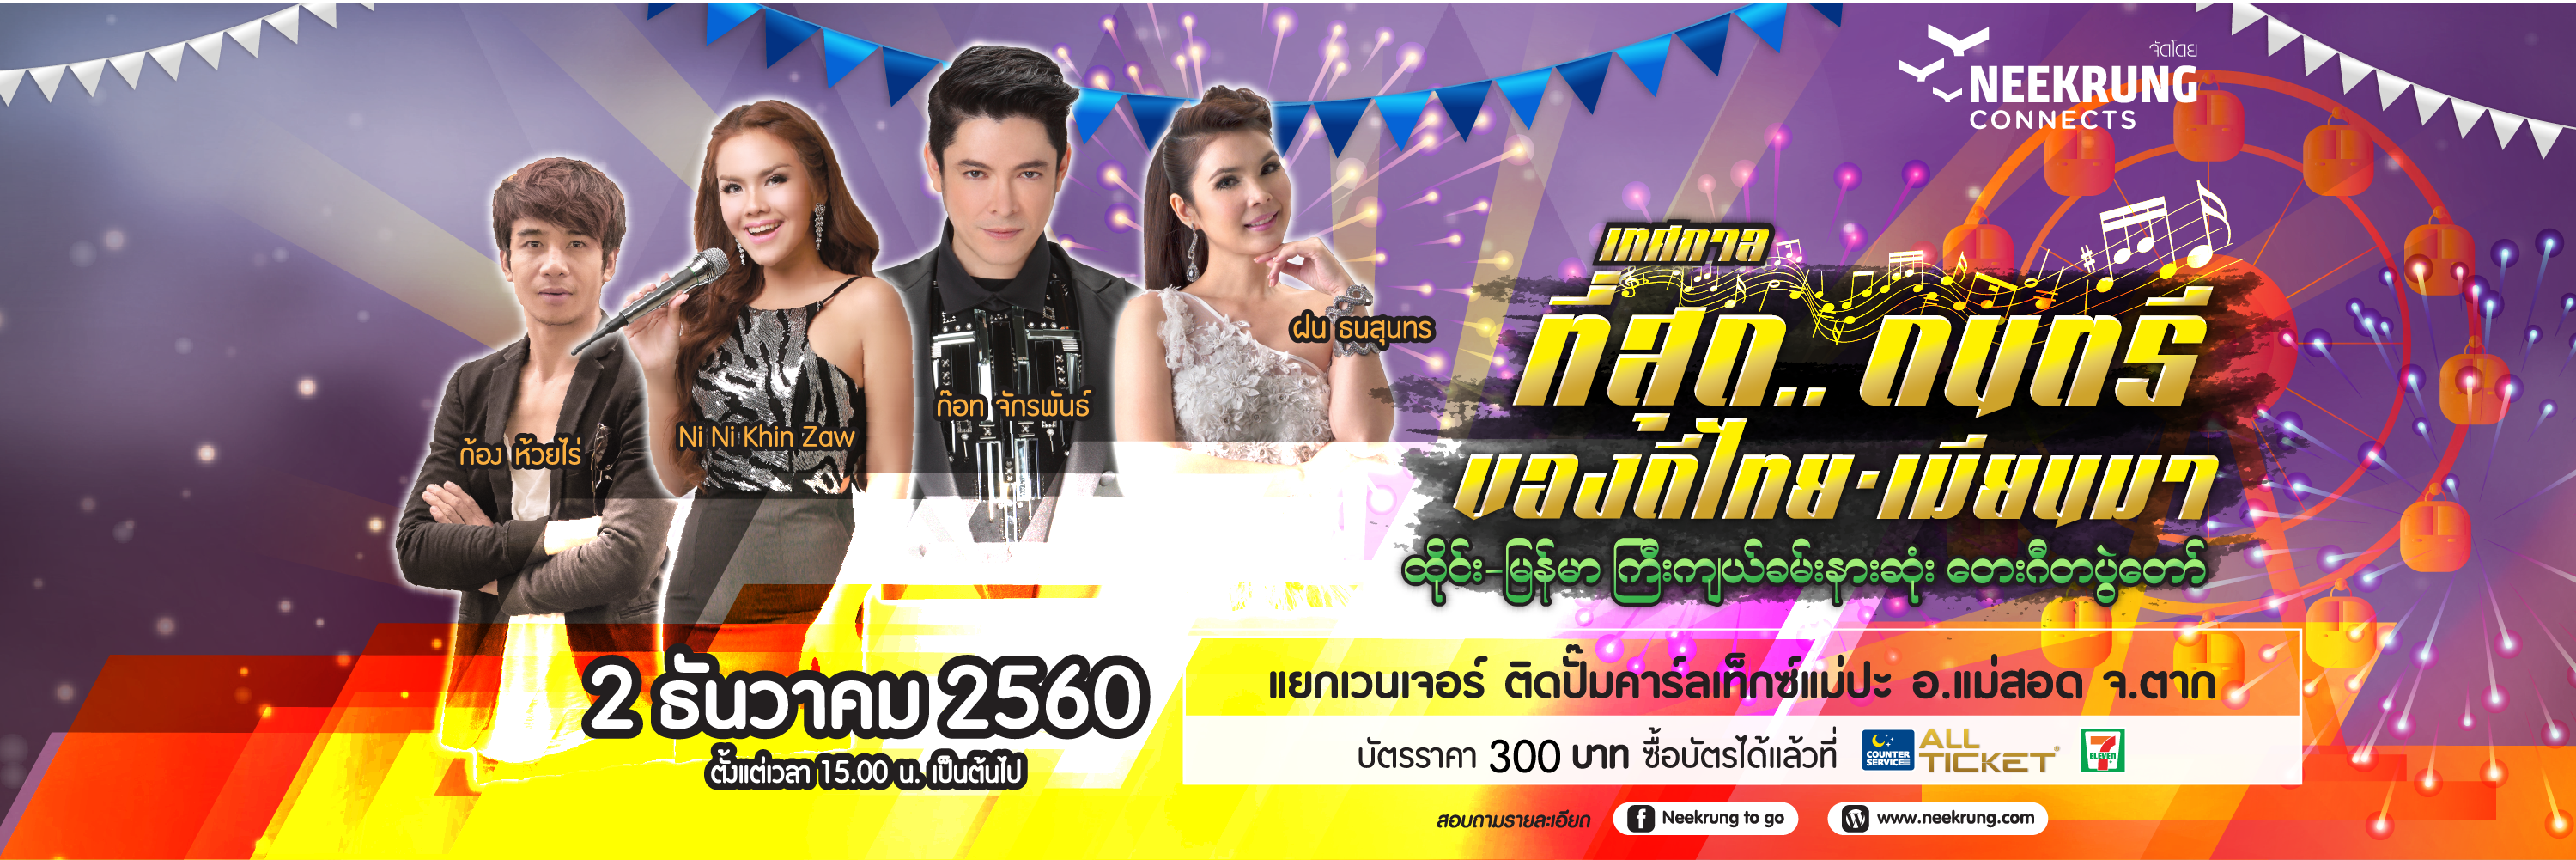 จัดโดย
NEEKRUNG
CONNECTS
เทศกาล
ที่สุด.. ดนตรี
ของดีไทย-เมียนมา
ထိုင်း-မြန်မာ ကြီးကျယ်ခမ်းနားဆုံး တေးဂီတပွဲတော်
ฝน ธนสุนทร
ก๊อท จักรพันธ์
Ni Ni Khin Zaw
ก้อง ห้วยไร่
2 ธันวาคม 2560
ตั้งแต่เวลา 15.00 น. เป็นต้นไป
แยกเวนเจอร์ ติดปั๊มคาร์ลเท็กซ์แม่ปะ อ.แม่สอด จ.ตาก
บัตรราคา 300 บาท ซื้อบัตรได้แล้วที่ COUNTER SERVICE ALL TICKET 7 ELEVEN
สอบถามรายละเอียด f Neekrung to go www.neekrung.com